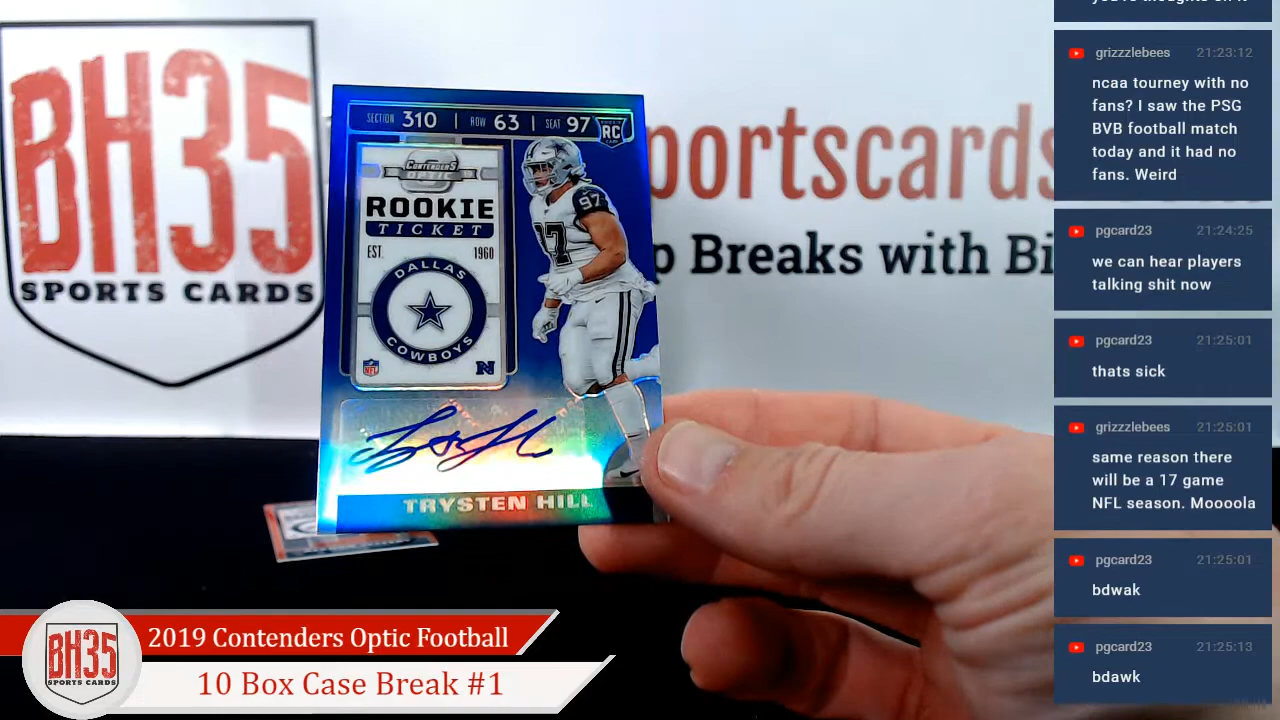 BH35
SPORTS CARDS
portscards
p Breaks with Bi
SECTION 310 | ROW 63 | SEAT 97
RC
CONTENDERS
OPTIC
ROOKIE
TICKET
EST. 1960
DALLAS
COWBOYS
NFL
N
97
TRYSTEN HILL
BH35
SPORTS CARDS
2019 Contenders Optic Football
10 Box Case Break #1
grizzzlebees 21:23:12
ncaa tourney with no
fans? I saw the PSG
BVB football match
today and it had no
fans. Weird
pgcard23 21:24:25
we can hear players
talking shit now
pgcard23 21:25:01
thats sick
grizzzlebees 21:25:01
same reason there
will be a 17 game
NFL season. Moooola
pgcard23 21:25:01
bdwak
pgcard23 21:25:13
bdawk